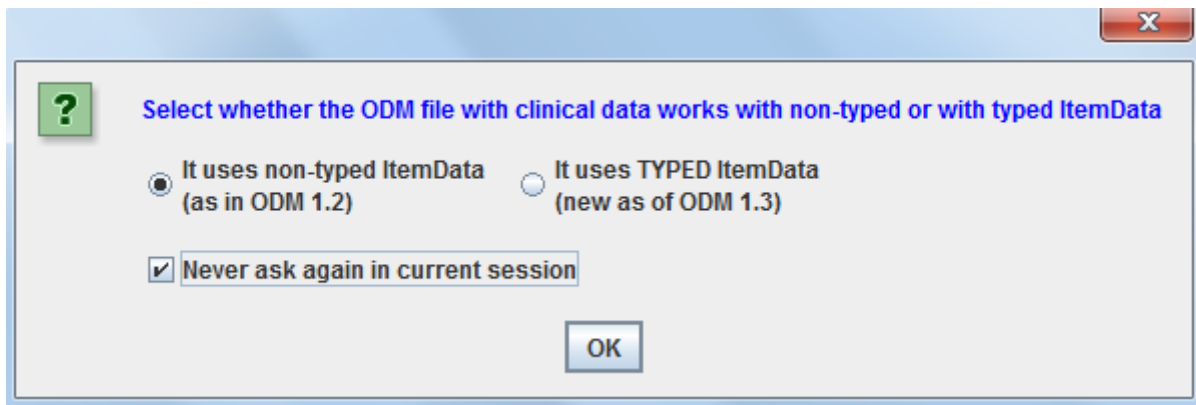 Select whether the ODM file with clinical data works with non-typed or with typed ItemData
It uses non-typed ItemData
(as in ODM 1.2)
It uses TYPED ItemData
(new as of ODM 1.3)
Never ask again in current session
OK